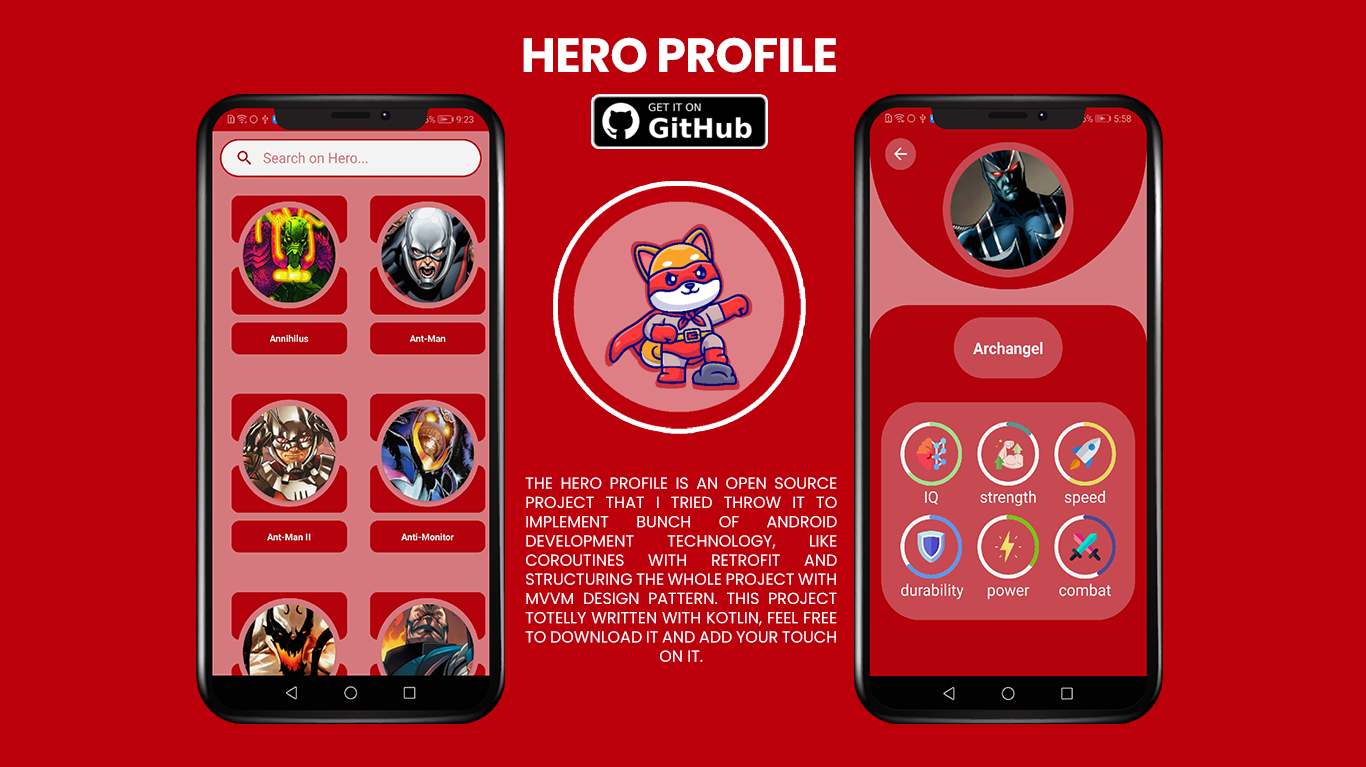 HERO PROFILE
GET IT ON
GitHub
9:23
Search on Hero...
Annihilus
Ant-Man
Ant-Man II
Anti-Monitor
THE HERO PROFILE IS AN OPEN SOURCE
PROJECT THAT I TRIED THROW IT TO
IMPLEMENT BUNCH OF ANDROID
DEVELOPMENT TECHNOLOGY, LIKE
COROUTINES WITH RETROFIT AND
STRUCTURING THE WHOLE PROJECT WITH
MVVM DESIGN PATTERN. THIS PROJECT
TOTELLY WRITTEN WITH KOTLIN, FEEL FREE
TO DOWNLOAD IT AND ADD YOUR TOUCH
ON IT.
5:58
Archangel
IQ strength speed
durability power combat